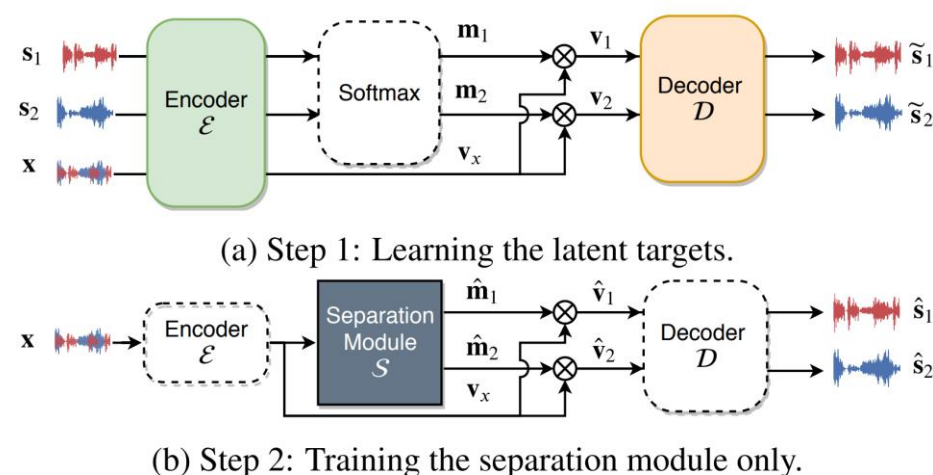 s₁
s₂
x
Encoder
ℰ
Softmax
m₁
m₂
vₓ
v₁
v₂
Decoder
𝒟
s̃₁
s̃₂
(a) Step 1: Learning the latent targets.
x
Encoder
ℰ
Separation
Module
𝒮
m̂₁
m̂₂
vₓ
v̂₁
v̂₂
Decoder
𝒟
ŝ₁
ŝ₂
(b) Step 2: Training the separation module only.